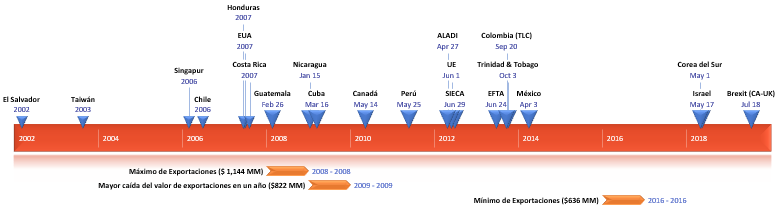 Honduras
2007
EUA
2007
ALADI
Apr 27
Colombia (TLC)
Sep 20
Singapur
2006
Costa Rica
2007
Nicaragua
Jan 15
UE
Jun 1
Trinidad & Tobago
Oct 3
Corea del Sur
May 1
El Salvador
2002
Taiwán
2003
Chile
2006
Guatemala
Feb 26
Cuba
Mar 16
Canadá
May 14
Perú
May 25
SIECA
Jun 29
EFTA
Jun 24
México
Apr 3
Israel
May 17
Brexit (CA-UK)
Jul 18
2002 2004 2006 2008 2010 2012 2014 2016 2018
Máximo de Exportaciones ($ 1,144 MM) 2008 - 2008
Mayor caída del valor de exportaciones en un año ($822 MM) 2009 - 2009
Mínimo de Exportaciones ($636 MM) 2016 - 2016